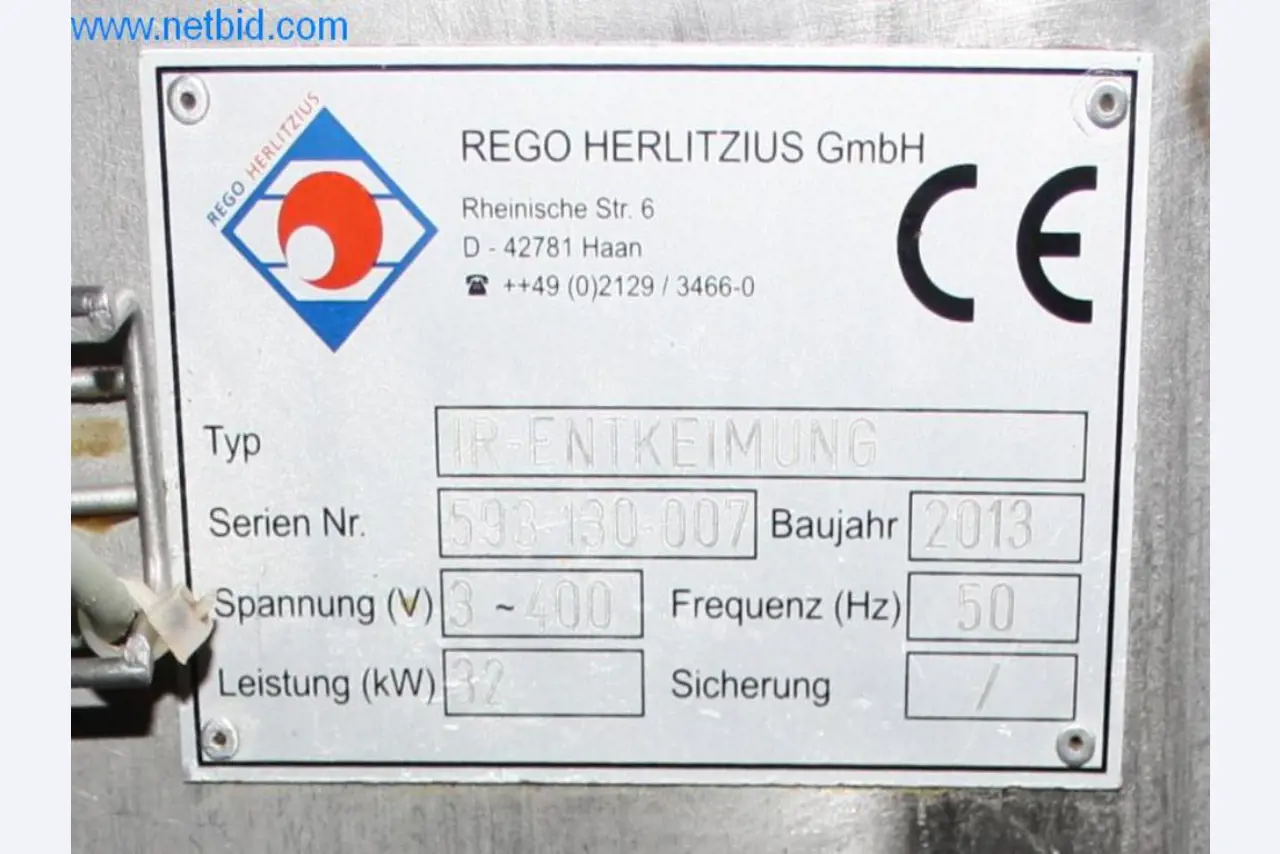 www.netbid.com
REGO HERLITZIUS
REGO HERLITZIUS GmbH
Rheinische Str. 6
D - 42781 Haan
☎ ++49 (0)2129 / 3466-0
CE
Typ IR-ENTKEIMUNG
Serien Nr. 593-130-007 Baujahr 2013
Spannung (V) 3 ~ 400 Frequenz (Hz) 50
Leistung (kW) 32 Sicherung /